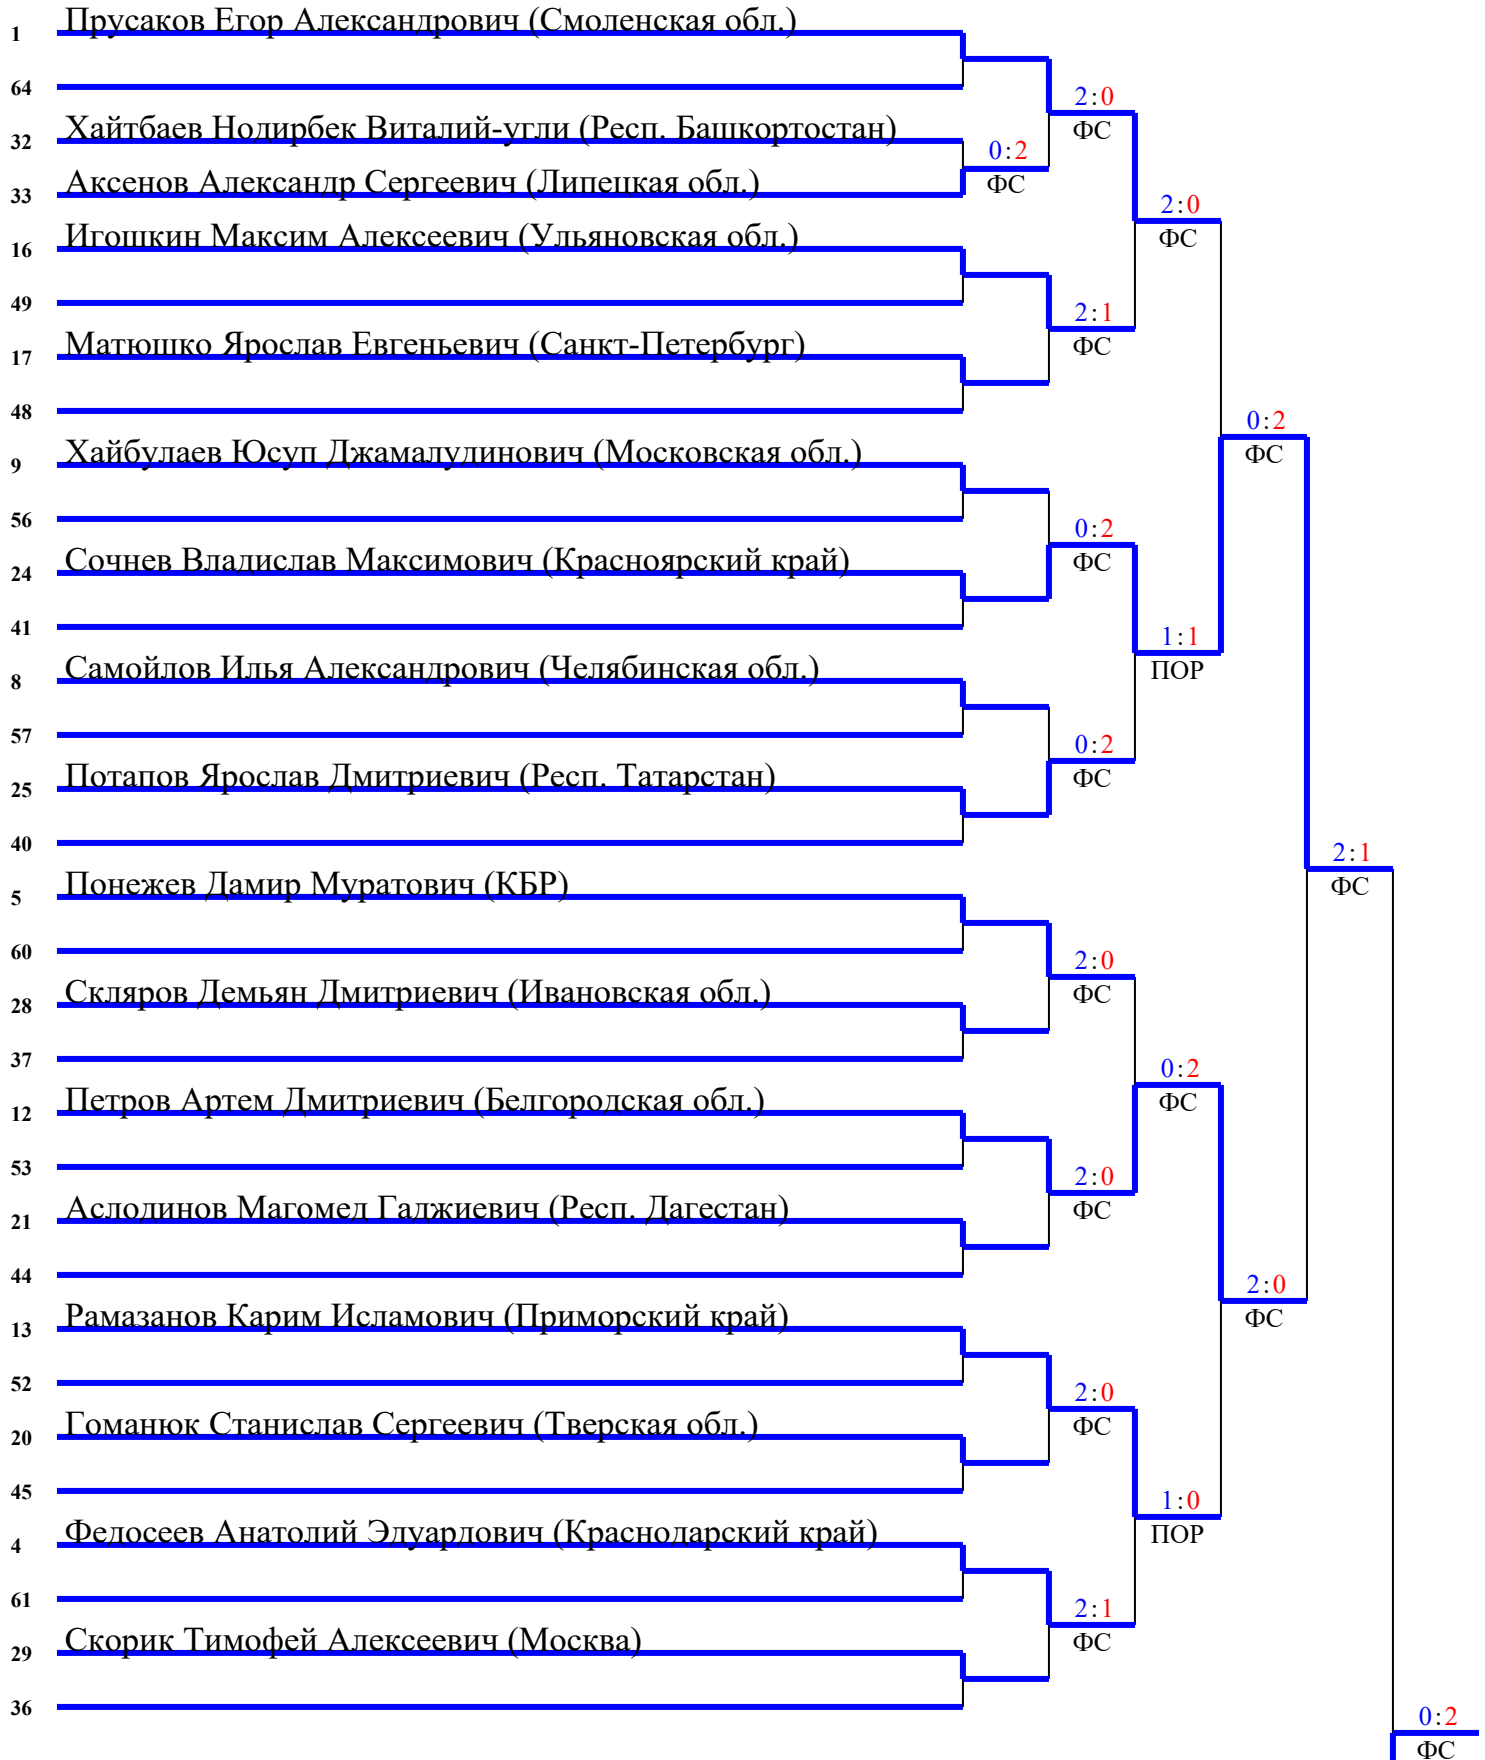 1 Прусаков Егор Александрович (Смоленская обл.)
64
2:0
ФС
32 Хайтбаев Нодирбек Виталий-угли (Респ. Башкортостан)
0:2
ФС
33 Аксенов Александр Сергеевич (Липецкая обл.)
2:0
ФС
16 Игошкин Максим Алексеевич (Ульяновская обл.)
49
2:1
ФС
17 Матюшко Ярослав Евгеньевич (Санкт-Петербург)
48
0:2
ФС
9 Хайбулаев Юсуп Джамалудинович (Московская обл.)
56
0:2
ФС
24 Сочнев Владислав Максимович (Красноярский край)
41
1:1
ПОР
8 Самойлов Илья Александрович (Челябинская обл.)
57
0:2
ФС
25 Потапов Ярослав Дмитриевич (Респ. Татарстан)
40
2:1
ФС
5 Понежев Дамир Муратович (КБР)
60
2:0
ФС
28 Скляров Демьян Дмитриевич (Ивановская обл.)
37
0:2
ФС
12 Петров Артем Дмитриевич (Белгородская обл.)
53
2:0
ФС
21 Аслодинов Магомед Гаджиевич (Респ. Дагестан)
44
2:0
ФС
13 Рамазанов Карим Исламович (Приморский край)
52
2:0
ФС
20 Гоманюк Станислав Сергеевич (Тверская обл.)
45
1:0
ПОР
4 Федосеев Анатолий Эдуардович (Краснодарский край)
61
2:1
ФС
29 Скорик Тимофей Алексеевич (Москва)
36
0:2
ФС